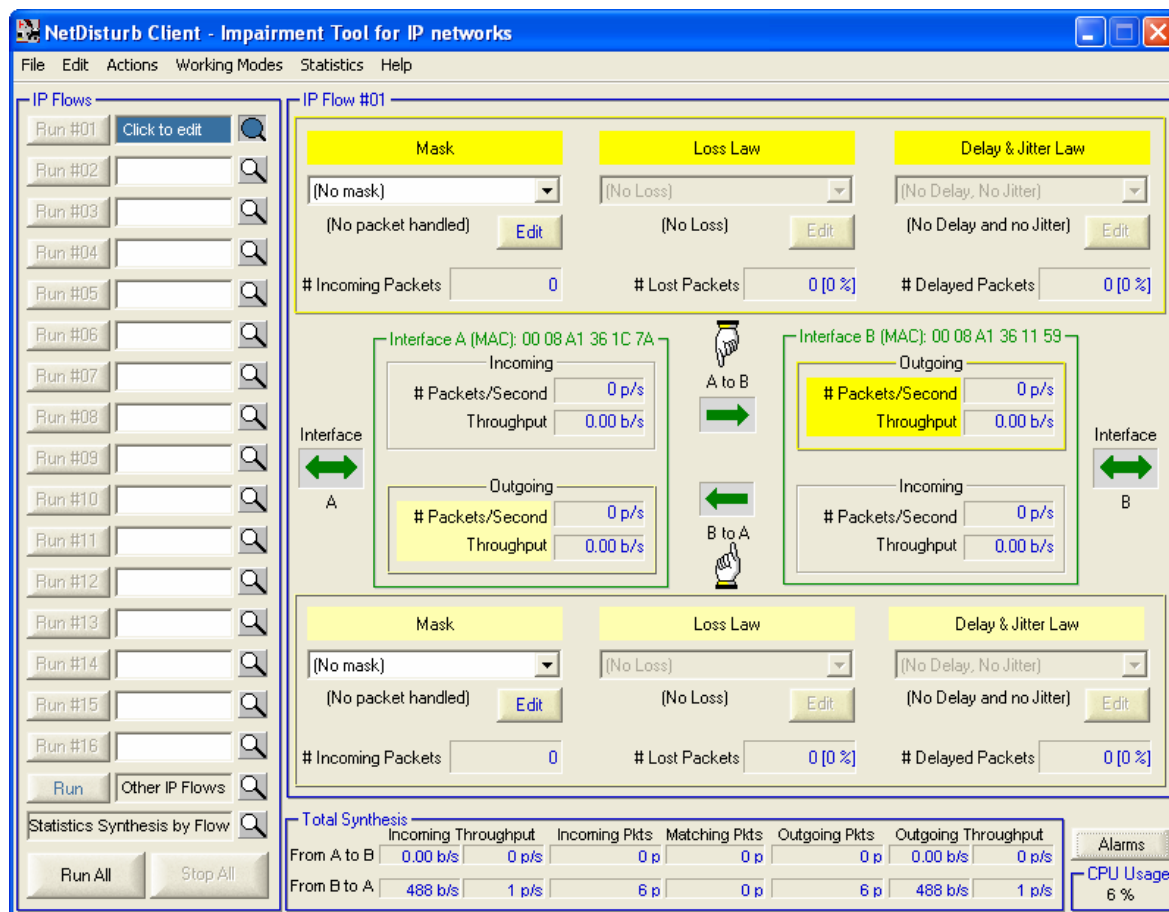 NetDisturb Client - Impairment Tool for IP networks
File Edit Actions Working Modes Statistics Help
IP Flows
Run #01 Click to edit
Run #02
Run #03
Run #04
Run #05
Run #06
Run #07
Run #08
Run #09
Run #10
Run #11
Run #12
Run #13
Run #14
Run #15
Run #16
Run Other IP Flows
Statistics Synthesis by Flow
Run All Stop All
IP Flow #01
Mask Loss Law Delay & Jitter Law
(No mask) (No Loss) (No Delay, No Jitter)
(No packet handled) Edit (No Loss) Edit (No Delay and no Jitter) Edit
# Incoming Packets 0 # Lost Packets 0 [0 %] # Delayed Packets 0 [0 %]
Interface A
Interface A (MAC): 00 08 A1 36 1C 7A
Incoming
# Packets/Second 0 p/s
Throughput 0.00 b/s
Outgoing
# Packets/Second 0 p/s
Throughput 0.00 b/s
A to B
B to A
Interface B (MAC): 00 08 A1 36 11 59
Outgoing
# Packets/Second 0 p/s
Throughput 0.00 b/s
Incoming
# Packets/Second 0 p/s
Throughput 0.00 b/s
Interface B
Mask Loss Law Delay & Jitter Law
(No mask) (No Loss) (No Delay, No Jitter)
(No packet handled) Edit (No Loss) Edit (No Delay and no Jitter) Edit
# Incoming Packets 0 # Lost Packets 0 [0 %] # Delayed Packets 0 [0 %]
Total Synthesis
Incoming Throughput Incoming Pkts Matching Pkts Outgoing Pkts Outgoing Throughput
From A to B 0.00 b/s 0 p/s 0 p 0 p 0 p 0.00 b/s 0 p/s
From B to A 488 b/s 1 p/s 6 p 0 p 6 p 488 b/s 1 p/s
Alarms
CPU Usage
6 %